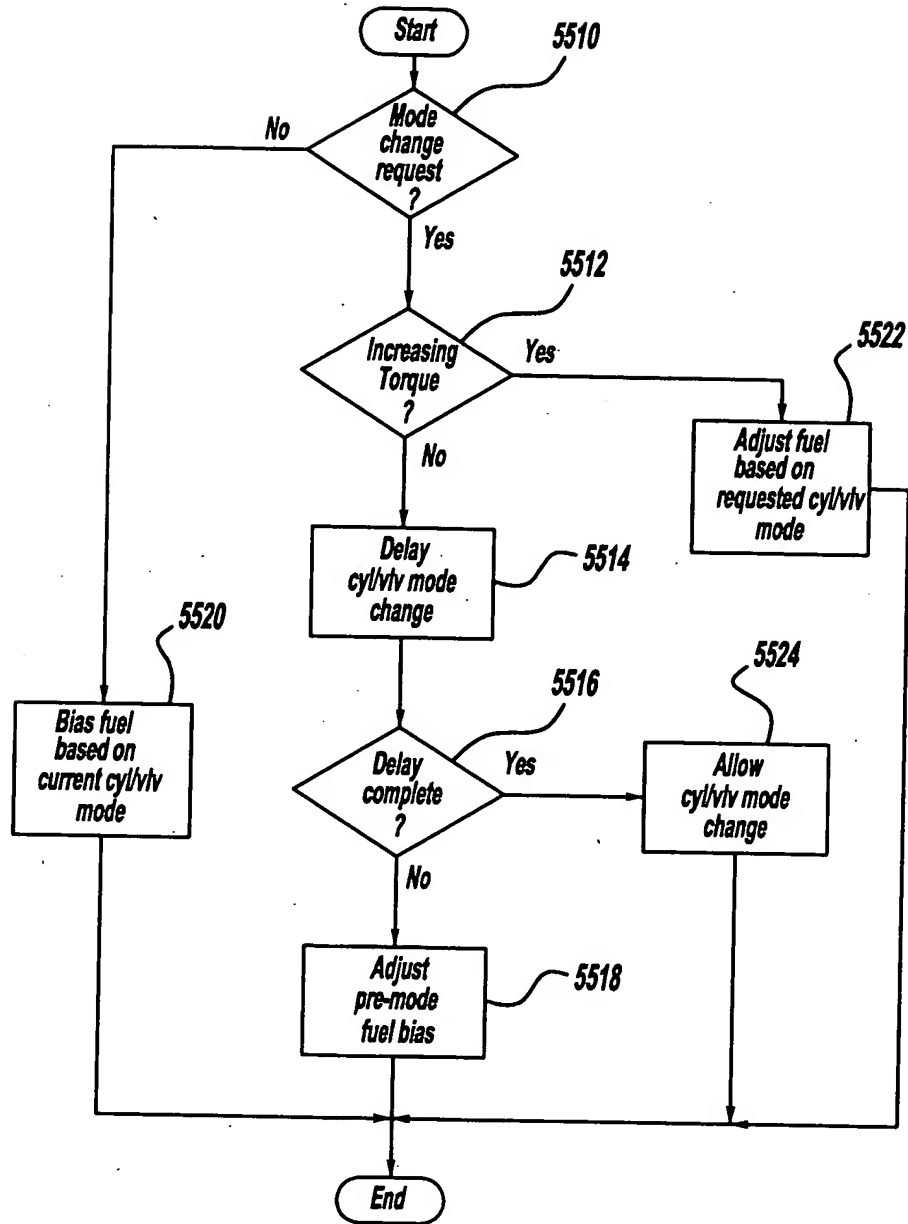 Start
5510
Mode
change
request
?
No
Yes
5512
Increasing
Torque
?
Yes
No
5522
Adjust fuel
based on
requested cyl/vlv
mode
Delay
cyl/vlv mode
change
5514
5520
Bias fuel
based on
current cyl/vlv
mode
5516
Delay
complete
?
Yes
No
5524
Allow
cyl/vlv mode
change
Adjust
pre-mode
fuel bias
5518
End